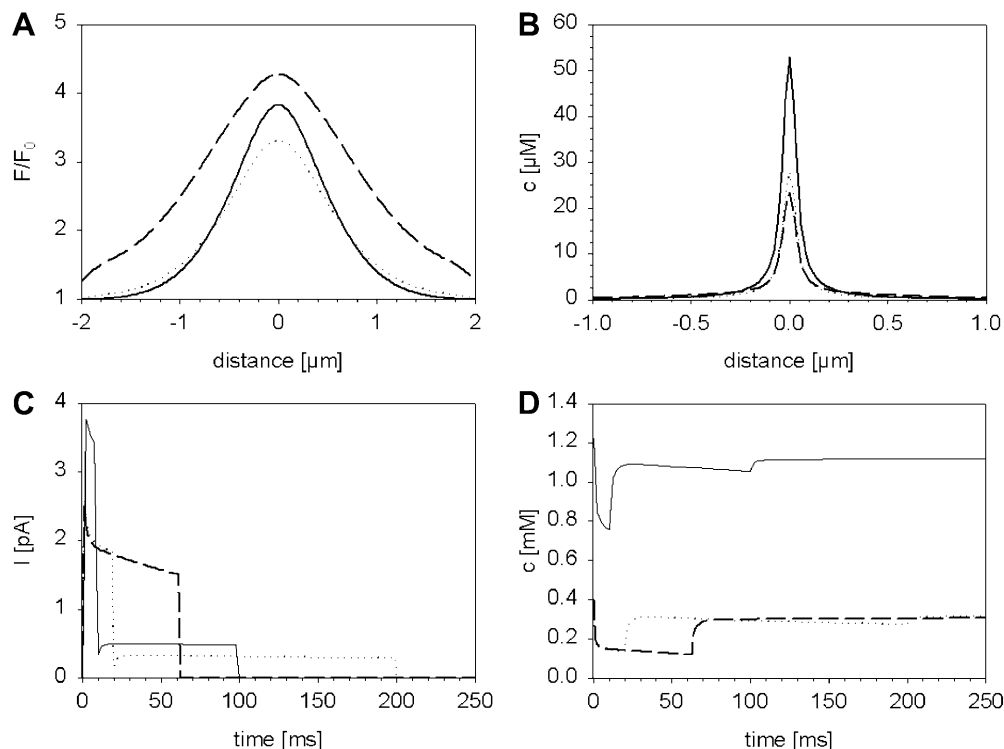 A
5
4
3
2
1
F/F0
-2 -1 0 1 2
distance [µm]
B
60
50
40
30
20
10
0
c [µM]
-1.0 -0.5 0.0 0.5 1.0
distance [µm]
C
4
3
2
1
0
I [pA]
0 50 100 150 200 250
time [ms]
D
1.4
1.2
1.0
0.8
0.6
0.4
0.2
0.0
c [mM]
0 50 100 150 200 250
time [ms]